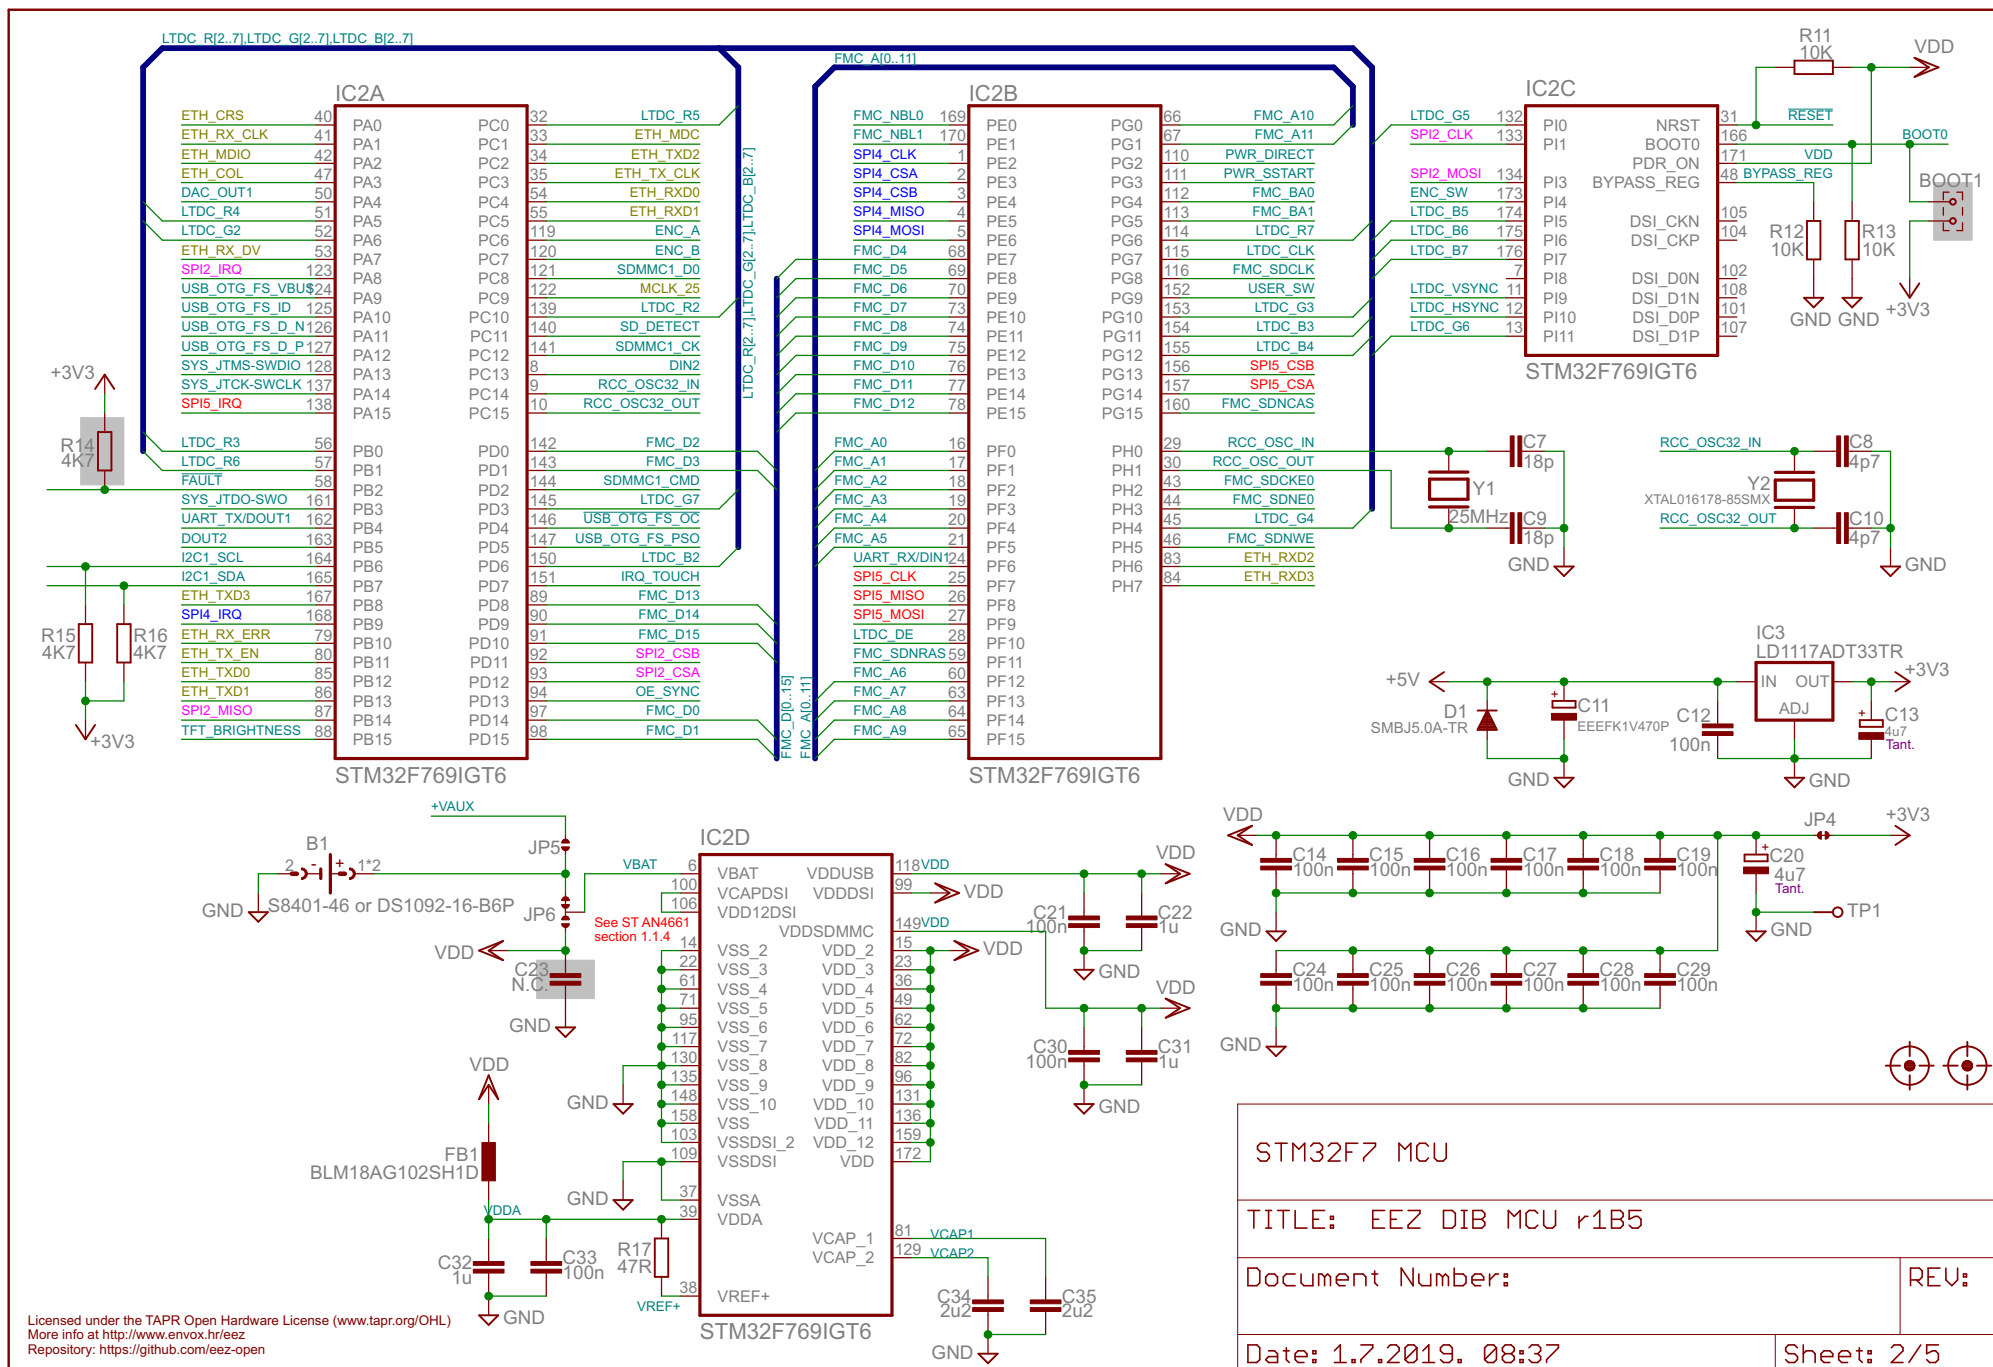 LTDC_R[2..7],LTDC_G[2..7],LTDC_B[2..7]
FMC_A[0..11]
IC2A
ETH_CRS 40 PA0 PC0 32 LTDC_R5
ETH_RX_CLK 41 PA1 PC1 33 ETH_MDC
ETH_MDIO 42 PA2 PC2 34 ETH_TXD2
ETH_COL 47 PA3 PC3 35 ETH_TX_CLK
DAC_OUT1 50 PA4 PC4 54 ETH_RXD0
LTDC_R4 51 PA5 PC5 55 ETH_RXD1
LTDC_G2 52 PA6 PC6 119 ENC_A
ETH_RX_DV 53 PA7 PC7 120 ENC_B
SPI2_IRQ 123 PA8 PC8 121 SDMMC1_D0
USB_OTG_FS_VBUS 124 PA9 PC9 122 MCLK_25
USB_OTG_FS_ID 125 PA10 PC10 139 LTDC_R2
USB_OTG_FS_D_N 126 PA11 PC11 140 SD_DETECT
USB_OTG_FS_D_P 127 PA12 PC12 141 SDMMC1_CK
SYS_JTMS-SWDIO 128 PA13 PC13 8 DIN2
SYS_JTCK-SWCLK 137 PA14 PC14 9 RCC_OSC32_IN
SPI5_IRQ 138 PA15 PC15 10 RCC_OSC32_OUT
LTDC_R3 56 PB0 PD0 142 FMC_D2
LTDC_R6 57 PB1 PD1 143 FMC_D3
FAULT 58 PB2 PD2 144 SDMMC1_CMD
SYS_JTDO-SWO 161 PB3 PD3 145 LTDC_G7
UART_TX/DOUT1 162 PB4 PD4 146 USB_OTG_FS_OC
DOUT2 163 PB5 PD5 147 USB_OTG_FS_PSO
I2C1_SCL 164 PB6 PD6 150 LTDC_B2
I2C1_SDA 165 PB7 PD7 151 IRQ_TOUCH
ETH_TXD3 167 PB8 PD8 89 FMC_D13
SPI4_IRQ 168 PB9 PD9 90 FMC_D14
ETH_RX_ERR 79 PB10 PD10 91 FMC_D15
ETH_TX_EN 80 PB11 PD11 92 SPI2_CSB
ETH_TXD0 85 PB12 PD12 93 SPI2_CSA
ETH_TXD1 86 PB13 PD13 94 OE_SYNC
SPI2_MISO 87 PB14 PD14 97 FMC_D0
TFT_BRIGHTNESS 88 PB15 PD15 98 FMC_D1
STM32F769IGT6
+3V3
R14
4K7
R15
4K7
R16
4K7
+3V3
LTDC_R[2..7],LTDC_G[2..7],LTDC_B[2..7]
FMC_D[0..15]
FMC_A[0..11]
IC2B
FMC_NBL0 169 PE0 PG0 66 FMC_A10
FMC_NBL1 170 PE1 PG1 67 FMC_A11
SPI4_CLK 1 PE2 PG2 110 PWR_DIRECT
SPI4_CSA 2 PE3 PG3 111 PWR_SSTART
SPI4_CSB 3 PE4 PG4 112 FMC_BA0
SPI4_MISO 4 PE5 PG5 113 FMC_BA1
SPI4_MOSI 5 PE6 PG6 114 LTDC_R7
FMC_D4 68 PE7 PG7 115 LTDC_CLK
FMC_D5 69 PE8 PG8 116 FMC_SDCLK
FMC_D6 70 PE9 PG9 152 USER_SW
FMC_D7 73 PE10 PG10 153 LTDC_G3
FMC_D8 74 PE11 PG11 154 LTDC_B3
FMC_D9 75 PE12 PG12 155 LTDC_B4
FMC_D10 76 PE13 PG13 156 SPI5_CSB
FMC_D11 77 PE14 PG14 157 SPI5_CSA
FMC_D12 78 PE15 PG15 160 FMC_SDNCAS
FMC_A0 16 PF0 PH0 29 RCC_OSC_IN
FMC_A1 17 PF1 PH1 30 RCC_OSC_OUT
FMC_A2 18 PF2 PH2 43 FMC_SDCKE0
FMC_A3 19 PF3 PH3 44 FMC_SDNE0
FMC_A4 20 PF4 PH4 45 LTDC_G4
FMC_A5 21 PF5 PH5 46 FMC_SDNWE
UART_RX/DIN1 24 PF6 PH6 83 ETH_RXD2
SPI5_CLK 25 PF7 PH7 84 ETH_RXD3
SPI5_MISO 26 PF8
SPI5_MOSI 27 PF9
LTDC_DE 28 PF10
FMC_SDNRAS 59 PF11
FMC_A6 60 PF12
FMC_A7 63 PF13
FMC_A8 64 PF14
FMC_A9 65 PF15
STM32F769IGT6
IC2C
LTDC_G5 132 PI0 NRST 31 RESET
SPI2_CLK 133 PI1 BOOT0 166 BOOT0
PDR_ON 171 VDD
SPI2_MOSI 134 PI3 BYPASS_REG 48 BYPASS_REG
ENC_SW 173 PI4
LTDC_B5 174 PI5 DSI_CKN 105
LTDC_B6 175 PI6 DSI_CKP 104
LTDC_B7 176 PI7
7 PI8 DSI_D0N 102
LTDC_VSYNC 11 PI9 DSI_D1N 108
LTDC_HSYNC 12 PI10 DSI_D0P 101
LTDC_G6 13 PI11 DSI_D1P 107
STM32F769IGT6
R11
10K
VDD
BOOT1
R12
10K
R13
10K
GND GND +3V3
C7
18p
Y1
25MHz
C9
18p
GND
RCC_OSC32_IN
C8
4p7
Y2
XTAL016178-85SMX
RCC_OSC32_OUT
C10
4p7
GND
IC3
LD1117ADT33TR
+5V IN OUT +3V3
ADJ
D1
SMBJ5.0A-TR
+ C11
EEEFK1V470P
C12
100n
+ C13
4u7
Tant.
GND GND
+VAUX
JP5
B1
2 - + 1*2
GND S8401-46 or DS1092-16-B6P
JP6
VBAT
See ST AN4661
section 1.1.4
VDD
C23
N.C.
GND
IC2D
6 VBAT VDDUSB 118 VDD
100 VCAPDSI VDDDSI 99 VDD
106 VDD12DSI
VDDSDMMC 149 VDD
14 VSS_2 VDD_2 15 VDD
22 VSS_3 VDD_3 23
61 VSS_4 VDD_4 36
71 VSS_5 VDD_5 49
95 VSS_6 VDD_6 62
117 VSS_7 VDD_7 72
130 VSS_8 VDD_8 82
135 VSS_9 VDD_9 96
148 VSS_10 VDD_10 131
158 VSS VDD_11 136
103 VSSDSI_2 VDD_12 159
109 VSSDSI VDD 172
37 VSSA
39 VDDA
VCAP_1 81 VCAP1
VCAP_2 129 VCAP2
38 VREF+
STM32F769IGT6
GND
GND
VDD
FB1
BLM18AG102SH1D
VDDA
C32
1u
C33
100n
GND
R17
47R
VREF+
C34
2u2
C35
2u2
GND
VDD
C21
100n
C22
1u
GND
VDD
C30
100n
C31
1u
GND
VDD JP4 +3V3
C14 C15 C16 C17 C18 C19
100n 100n 100n 100n 100n 100n
+ C20
4u7
Tant.
TP1
GND GND
C24 C25 C26 C27 C28 C29
100n 100n 100n 100n 100n 100n
GND
STM32F7 MCU
TITLE: EEZ DIB MCU r1B5
Document Number: REV:
Date: 1.7.2019. 08:37 Sheet: 2/5
Licensed under the TAPR Open Hardware License (www.tapr.org/OHL)
More info at http://www.envox.hr/eez
Repository: https://github.com/eez-open